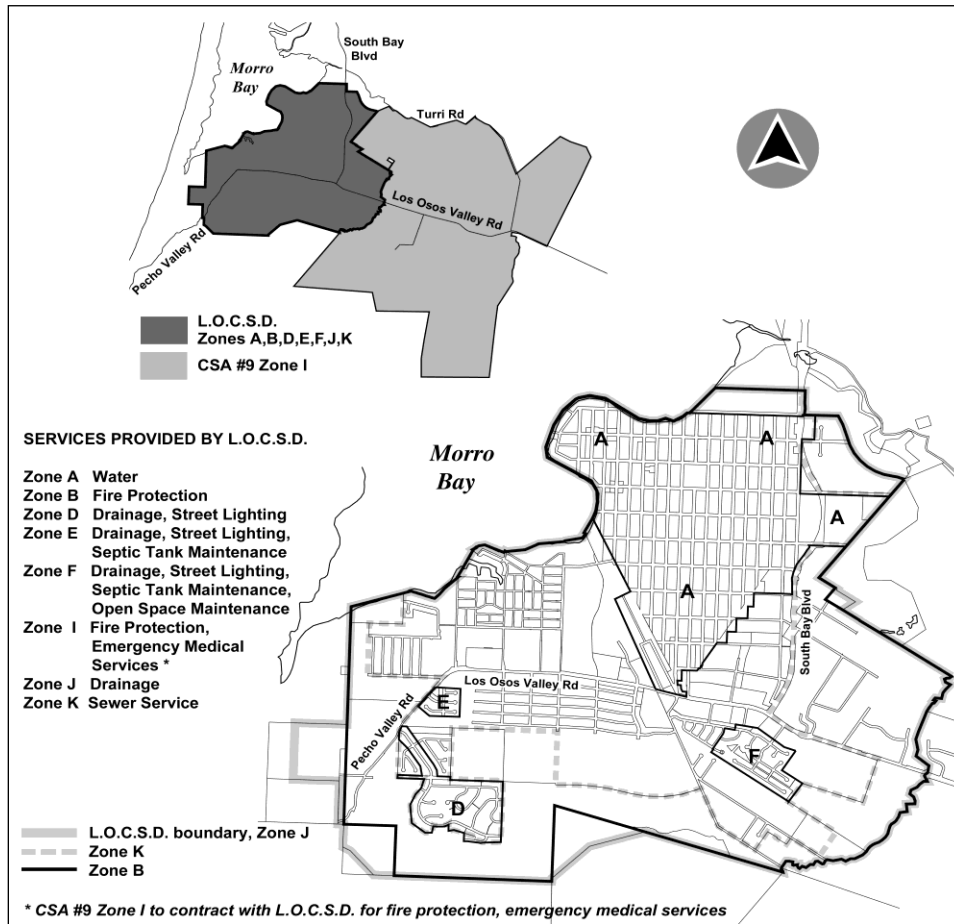 South Bay
Blvd
Morro
Bay
Turri Rd
Los Osos Valley Rd
Pecho Valley Rd
L.O.C.S.D.
Zones A,B,D,E,F,J,K
CSA #9 Zone I
SERVICES PROVIDED BY L.O.C.S.D.
Zone A Water
Zone B Fire Protection
Zone D Drainage, Street Lighting
Zone E Drainage, Street Lighting,
Septic Tank Maintenance
Zone F Drainage, Street Lighting,
Septic Tank Maintenance,
Open Space Maintenance
Zone I Fire Protection,
Emergency Medical
Services *
Zone J Drainage
Zone K Sewer Service
Morro
Bay
A
A
A
A
South Bay Blvd
Los Osos Valley Rd
Pecho Valley Rd
E
F
D
L.O.C.S.D. boundary, Zone J
Zone K
Zone B
* CSA #9 Zone I to contract with L.O.C.S.D. for fire protection, emergency medical services